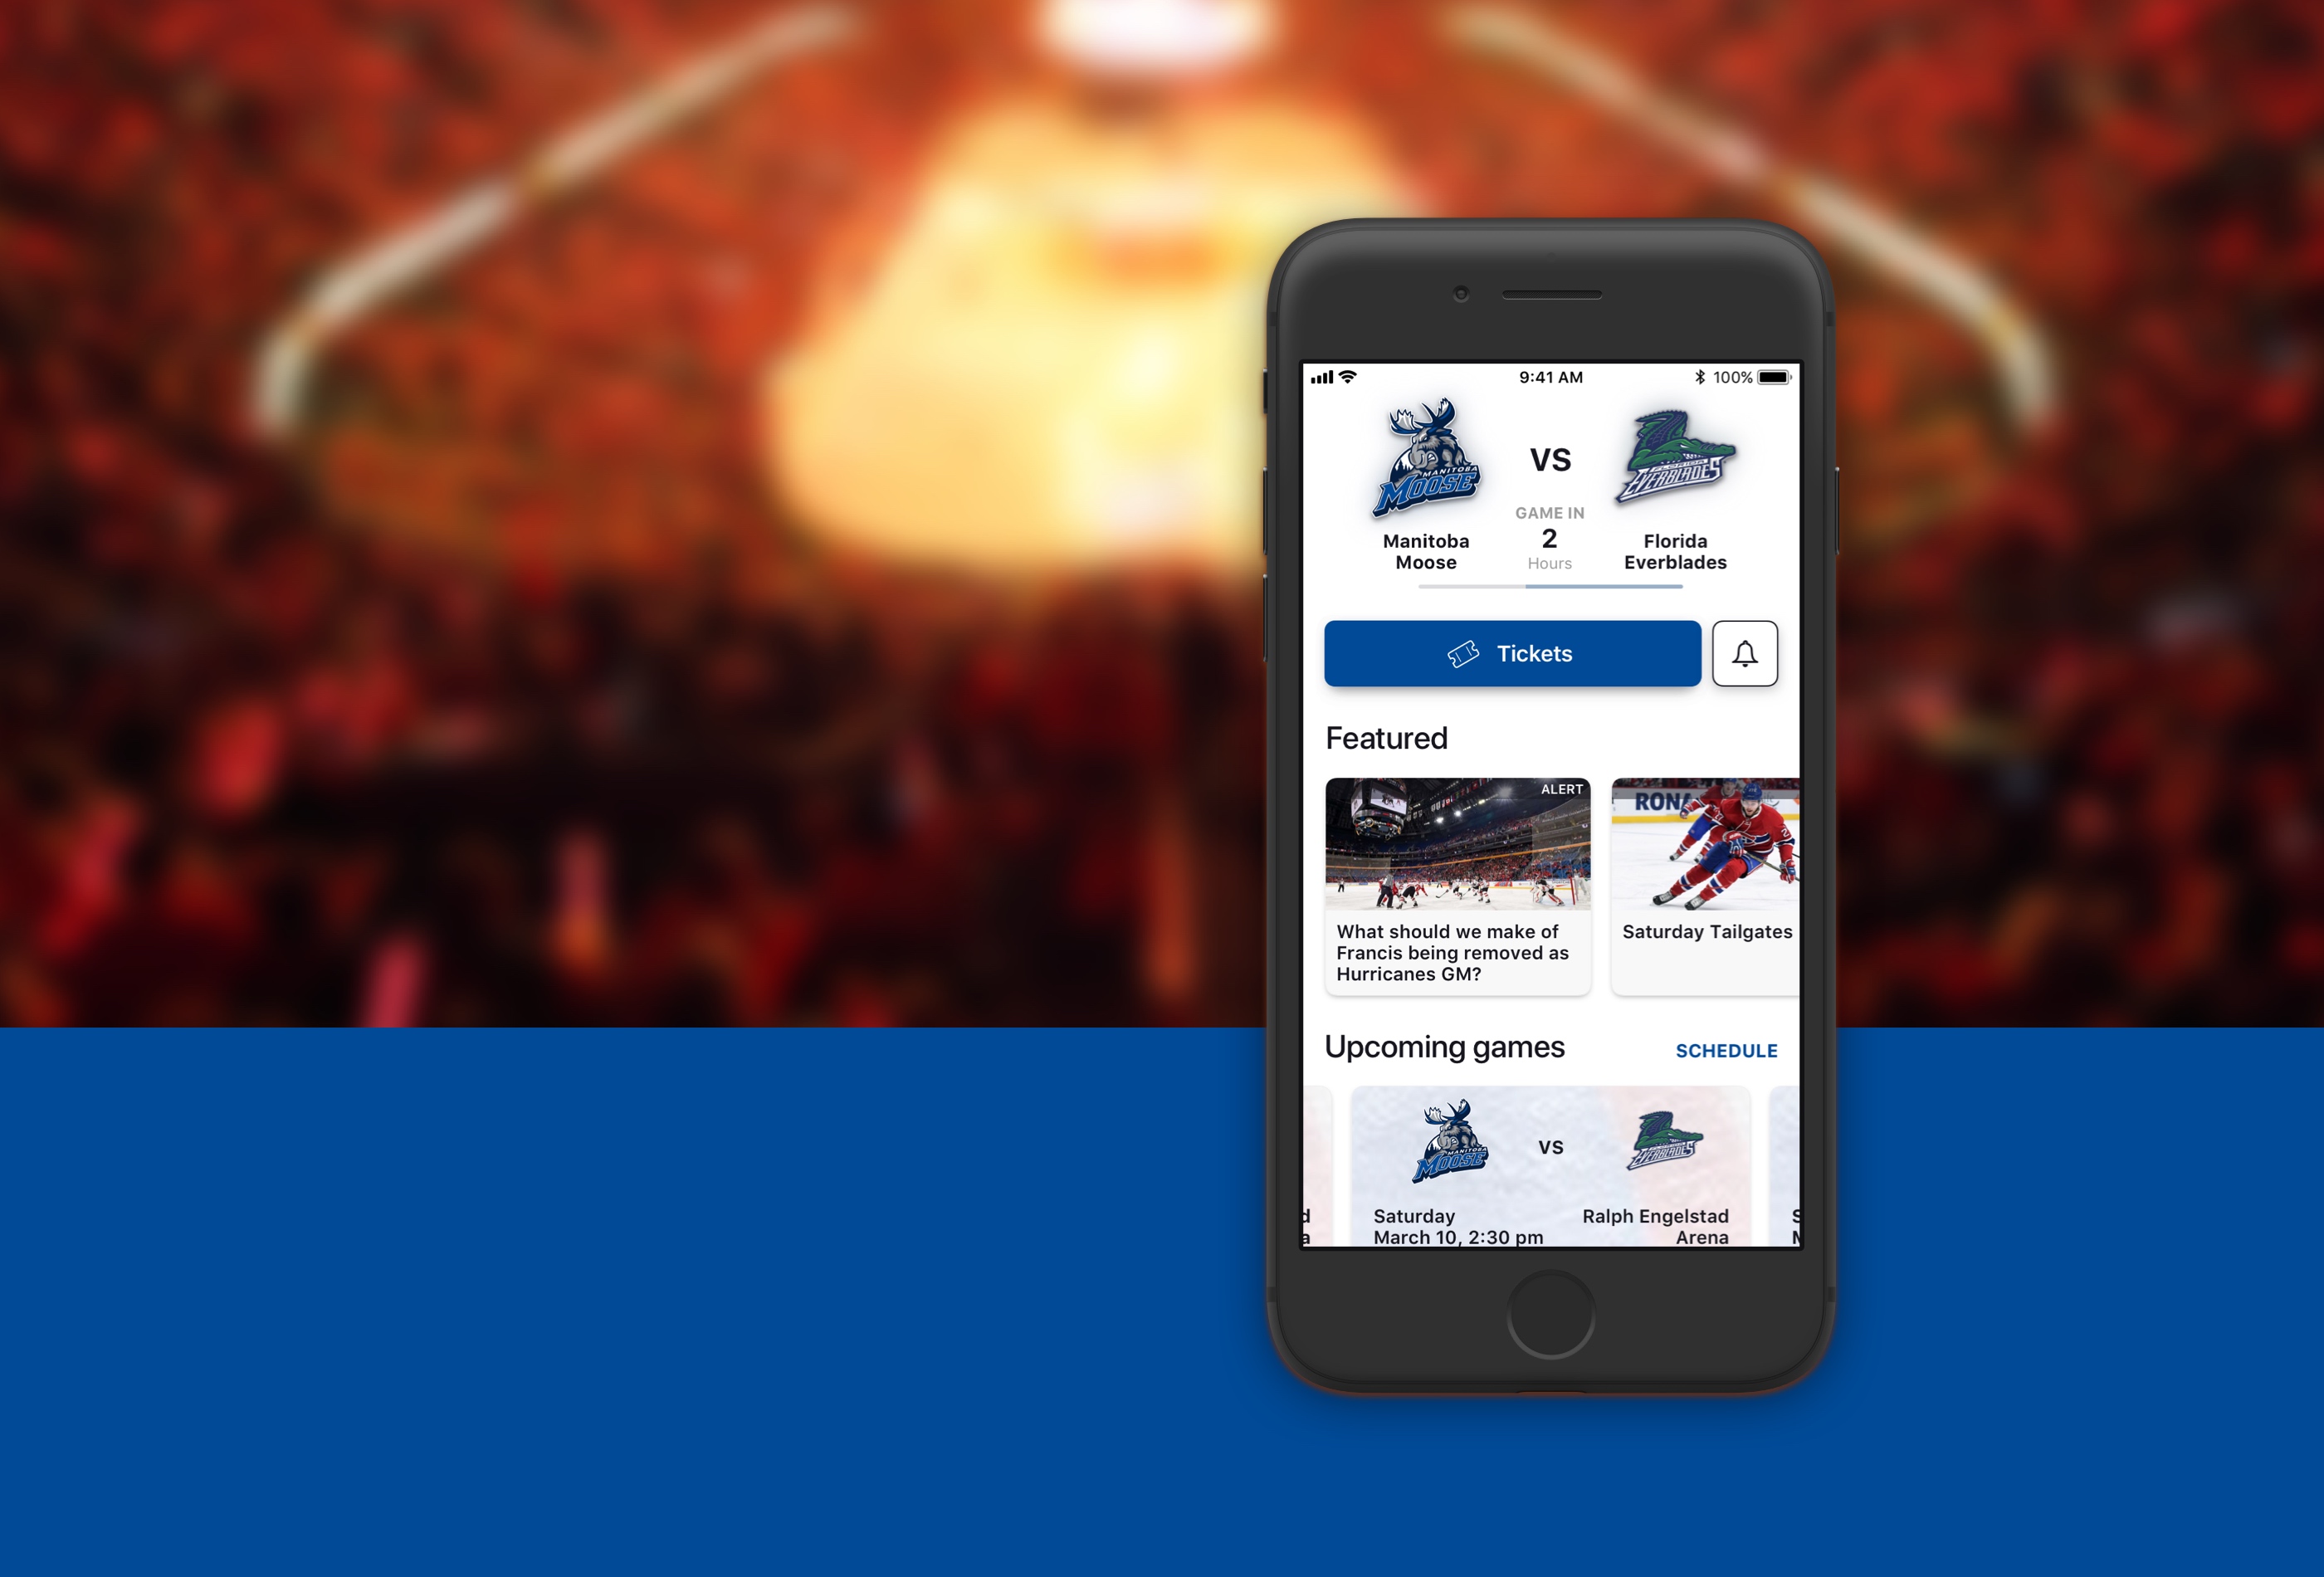 9:41 AM
100%
MANITOBA
MOOSE
VS
FLORIDA
EVERBLADES
GAME IN
2
Hours
Manitoba
Moose
Florida
Everblades
Tickets
Featured
ALERT
RONA
What should we make of
Francis being removed as
Hurricanes GM?
Saturday Tailgates
Upcoming games
SCHEDULE
MANITOBA
MOOSE
VS
EVERBLADES
Saturday
March 10, 2:30 pm
Ralph Engelstad
Arena